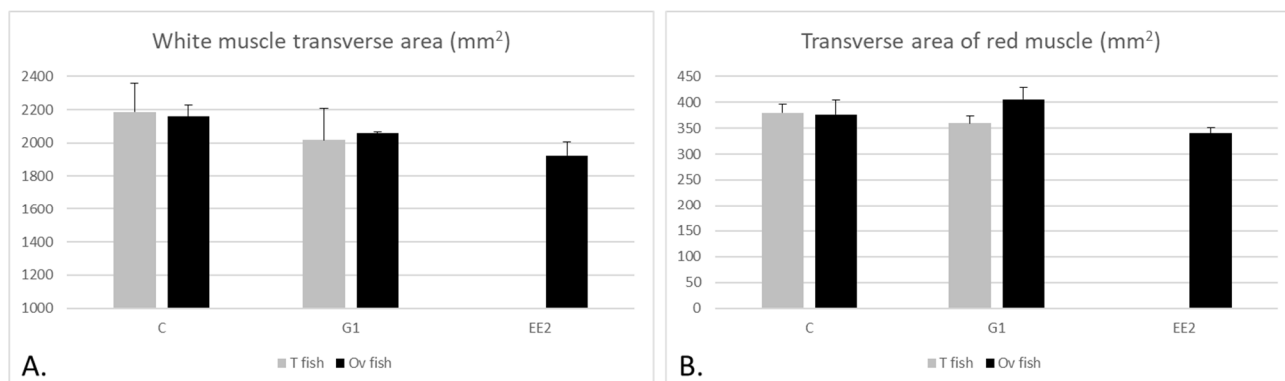 White muscle transverse area (mm²)
2400
2200
2000
1800
1600
1400
1200
1000
C G1 EE2
T fish Ov fish
A.
Transverse area of red muscle (mm²)
450
400
350
300
250
200
150
100
50
0
C G1 EE2
T fish Ov fish
B.